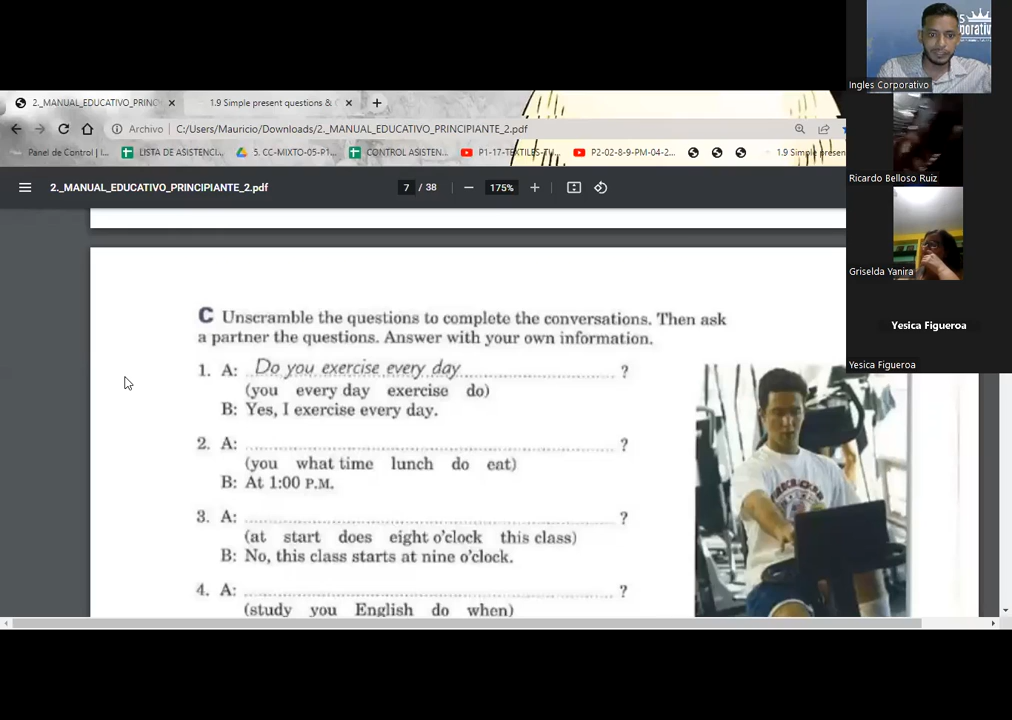 2._MANUAL_EDUCATIVO_PRINCI
1.9 Simple present questions &
Archivo
C:/Users/Mauricio/Downloads/2._MANUAL_EDUCATIVO_PRINCIPIANTE_2.pdf
Panel de Control | I...
LISTA DE ASISTENCI...
5. CC-MIXTO-05-P1...
CONTROL ASISTEN...
P1-17-TEXTILES-TU...
P2-02-8-9-PM-04-2...
1.9 Simple presen
2._MANUAL_EDUCATIVO_PRINCIPIANTE_2.pdf
7 / 38
175%
C Unscramble the questions to complete the conversations. Then ask
a partner the questions. Answer with your own information.
1. A: Do you exercise every day ?
(you every day exercise do)
B: Yes, I exercise every day.
2. A: ?
(you what time lunch do eat)
B: At 1:00 P.M.
3. A: ?
(at start does eight o'clock this class)
B: No, this class starts at nine o'clock.
4. A: ?
(study you English do when)
Ingles Corporativo
Ricardo Belloso Ruiz
Griselda Yanira
Yesica Figueroa
Yesica Figueroa